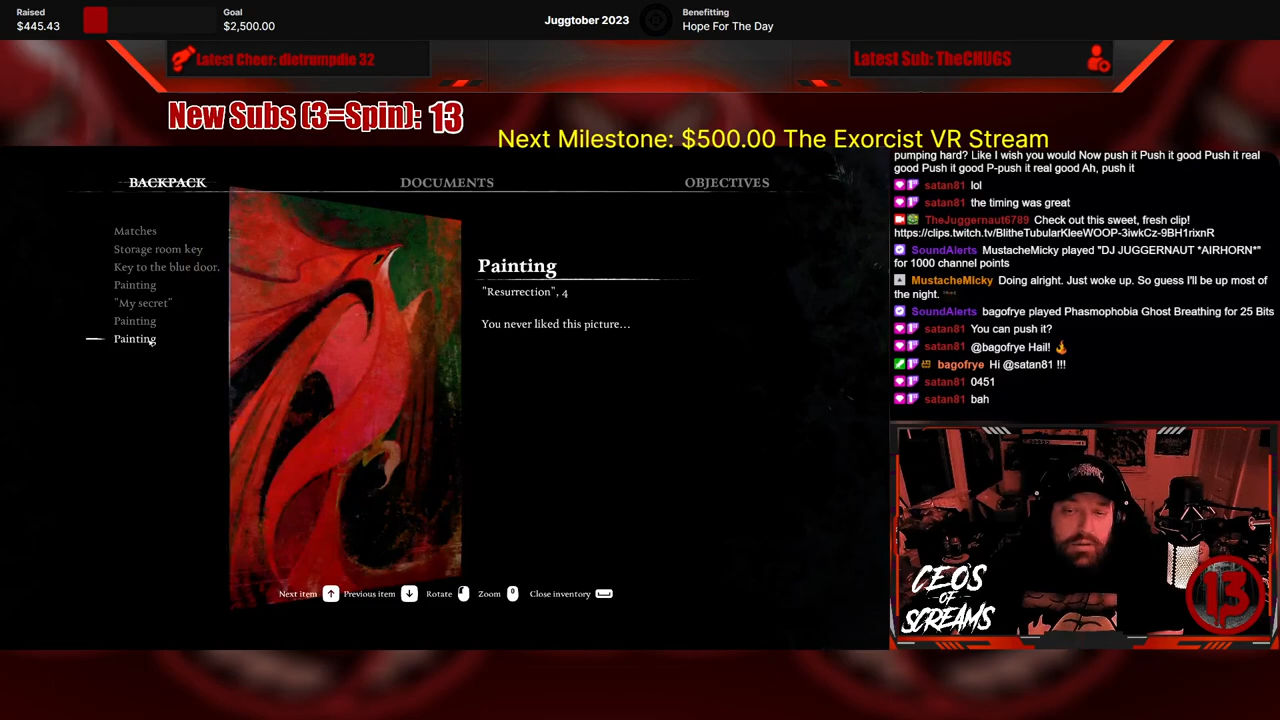 Raised
$445.43
Goal
$2,500.00
Juggtober 2023
Benefitting
Hope For The Day
Latest Cheer: dietrumpdio 32
Latest Sub: TheCHUGS
New Subs (3=Spin): 13
Next Milestone: $500.00 The Exorcist VR Stream
BACKPACK
DOCUMENTS
OBJECTIVES
Matches
Storage room key
Key to the blue door.
Painting
"My secret"
Painting
Painting
Painting
"Resurrection", 4
You never liked this picture...
Next item
Previous item
Rotate
Zoom
Close inventory
pumping hard? Like I wish you would Now push it Push it good Push it real
good Push it good P-push it real good Ah, push it
satan81 lol
satan81 the timing was great
TheJuggernaut6789 Check out this sweet, fresh clip!
https://clips.twitch.tv/BlitheTubularKleeWOOP-3iwkCz-9BH1rixnR
SoundAlerts MustacheMicky played "DJ JUGGERNAUT *AIRHORN*"
for 1000 channel points
MustacheMicky Doing alright. Just woke up. So guess I'll be up most of
the night.
SoundAlerts bagofrye played Phasmophobia Ghost Breathing for 25 Bits
satan81 You can push it?
satan81 @bagofrye Hail!
bagofrye Hi @satan81 !!!
satan81 0451
satan81 bah
CEOS
OF
SCREAMS
13